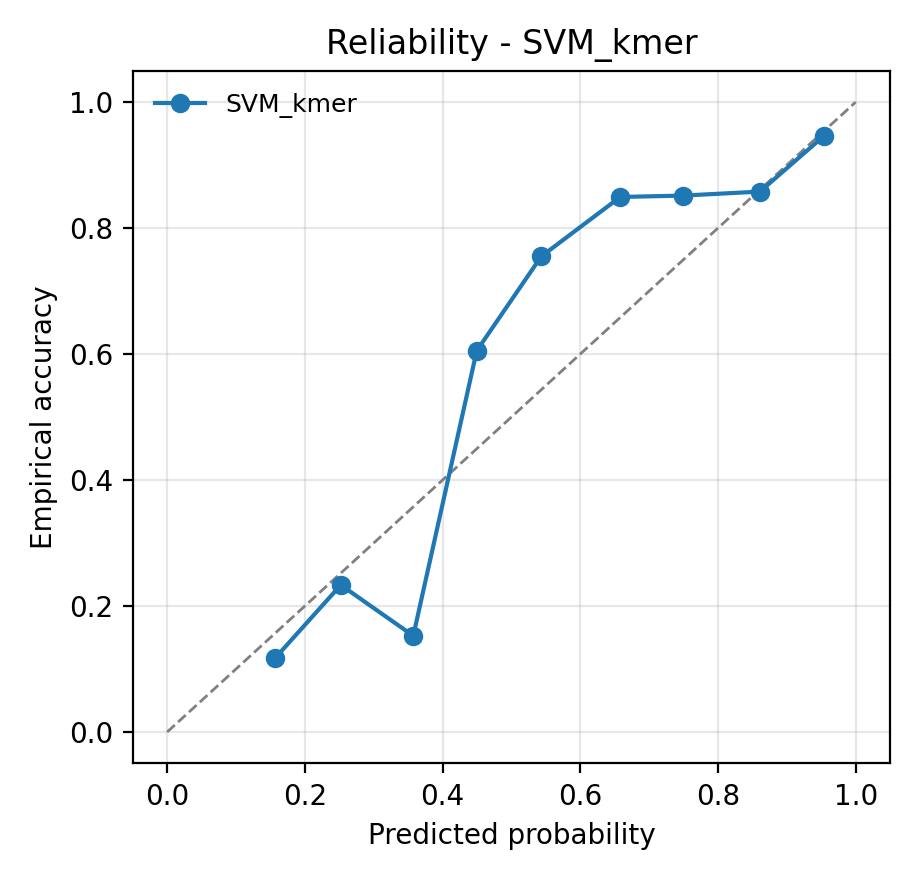 Reliability - SVM_kmer
SVM_kmer
1.0
0.8
0.6
0.4
0.2
0.0
Empirical accuracy
0.0 0.2 0.4 0.6 0.8 1.0
Predicted probability